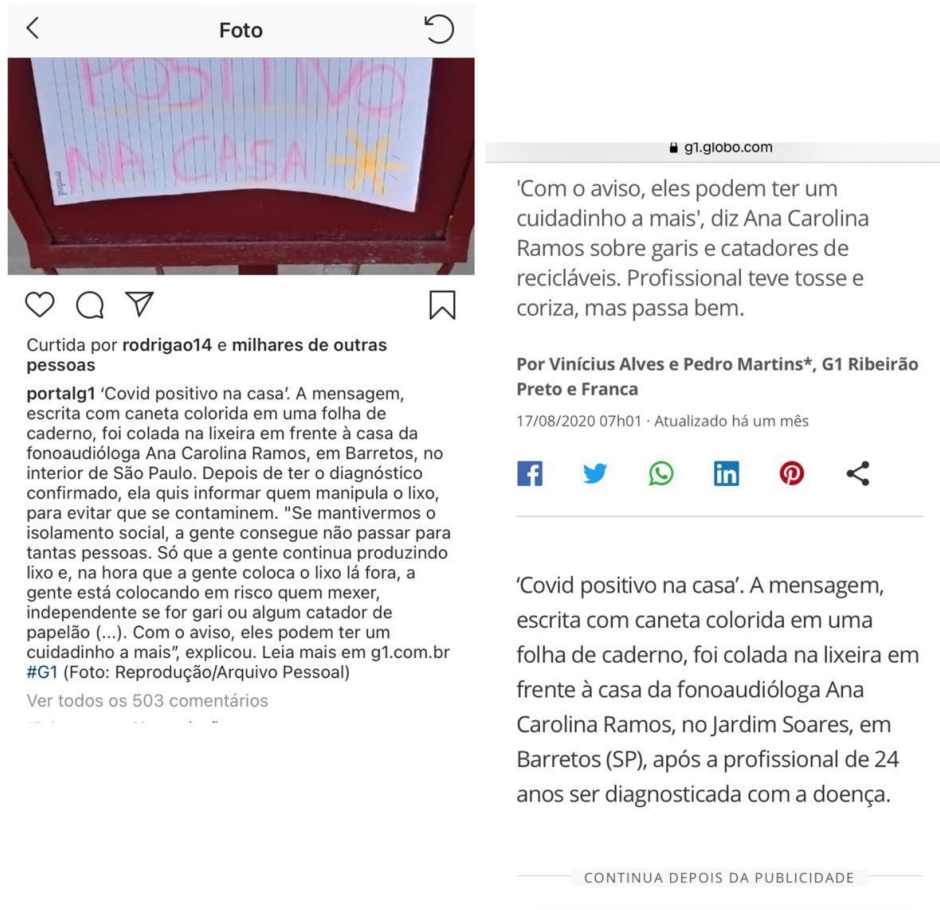 Foto
POSITIVO
NA CASA
credeal
Curtida por rodrigao14 e milhares de outras
pessoas
portalg1 ‘Covid positivo na casa’. A mensagem,
escrita com caneta colorida em uma folha de
caderno, foi colada na lixeira em frente à casa da
fonoaudióloga Ana Carolina Ramos, em Barretos, no
interior de São Paulo. Depois de ter o diagnóstico
confirmado, ela quis informar quem manipula o lixo,
para evitar que se contaminem. "Se mantivermos o
isolamento social, a gente consegue não passar para
tantas pessoas. Só que a gente continua produzindo
lixo e, na hora que a gente coloca o lixo lá fora, a
gente está colocando em risco quem mexer,
independente se for gari ou algum catador de
papelão (...). Com o aviso, eles podem ter um
cuidadinho a mais”, explicou. Leia mais em g1.com.br
#G1 (Foto: Reprodução/Arquivo Pessoal)
Ver todos os 503 comentários
g1.globo.com
'Com o aviso, eles podem ter um
cuidadinho a mais', diz Ana Carolina
Ramos sobre garis e catadores de
recicláveis. Profissional teve tosse e
coriza, mas passa bem.
Por Vinícius Alves e Pedro Martins*, G1 Ribeirão
Preto e Franca
17/08/2020 07h01 · Atualizado há um mês
‘Covid positivo na casa’. A mensagem,
escrita com caneta colorida em uma
folha de caderno, foi colada na lixeira em
frente à casa da fonoaudióloga Ana
Carolina Ramos, no Jardim Soares, em
Barretos (SP), após a profissional de 24
anos ser diagnosticada com a doença.
CONTINUA DEPOIS DA PUBLICIDADE